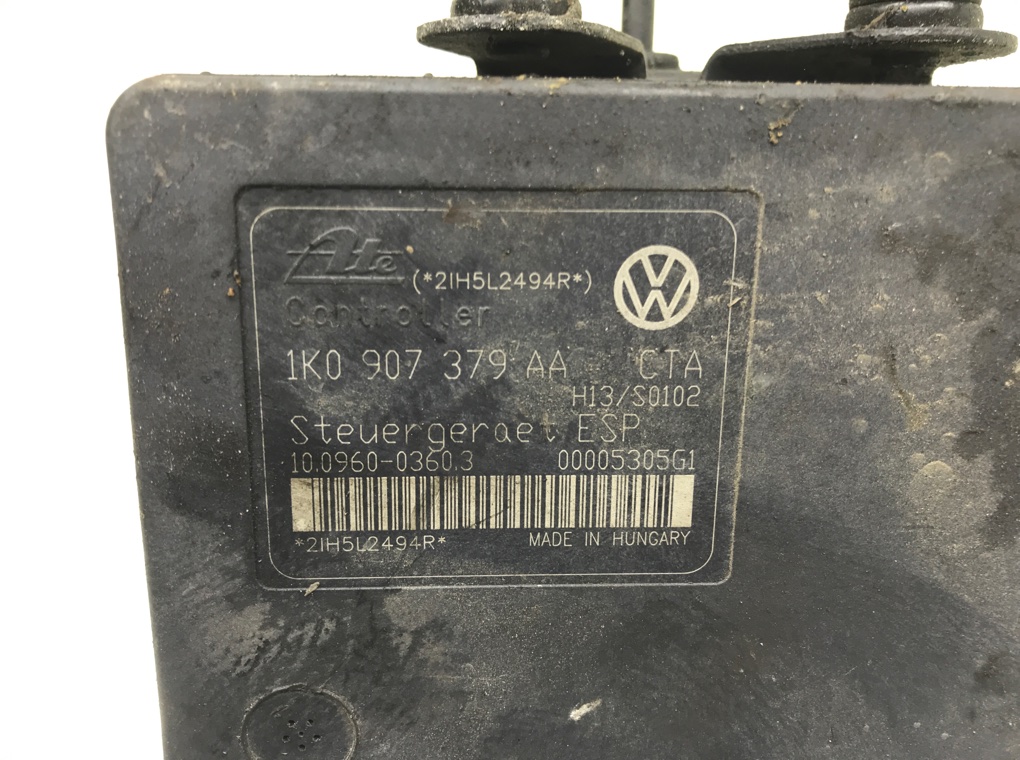 Ate (*2IH5L2494R*)
Controller
1K0 907 379 AA CTA
H13/S0102
Steuergeraet ESP
10.0960-0360.3 00005305G1
*2IH5L2494R* MADE IN HUNGARY